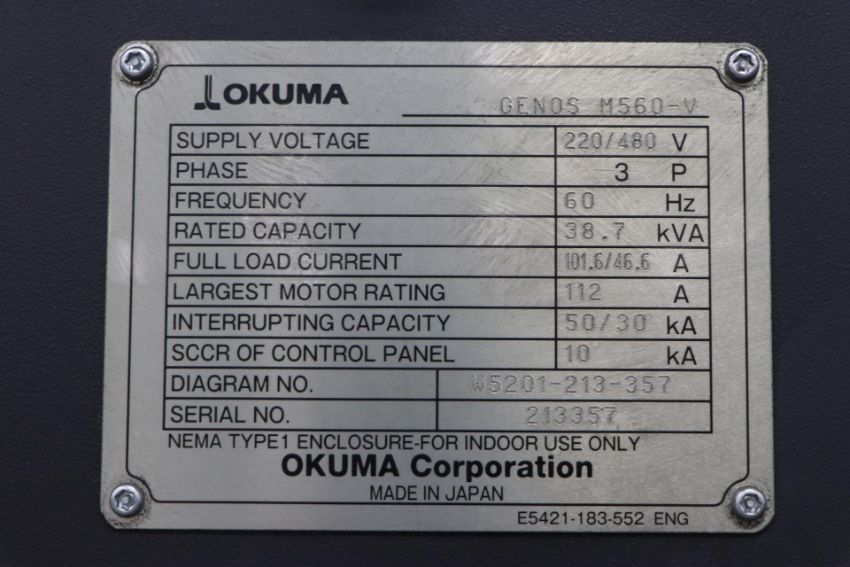 OKUMA
GENOS M560-V
SUPPLY VOLTAGE 220/480 V
PHASE 3 P
FREQUENCY 60 Hz
RATED CAPACITY 38.7 kVA
FULL LOAD CURRENT 101.6/46.6 A
LARGEST MOTOR RATING 112 A
INTERRUPTING CAPACITY 50/30 kA
SCCR OF CONTROL PANEL 10 kA
DIAGRAM NO. W5201-213-357
SERIAL NO. 213357
NEMA TYPE1 ENCLOSURE-FOR INDOOR USE ONLY
OKUMA Corporation
MADE IN JAPAN
E5421-183-552 ENG